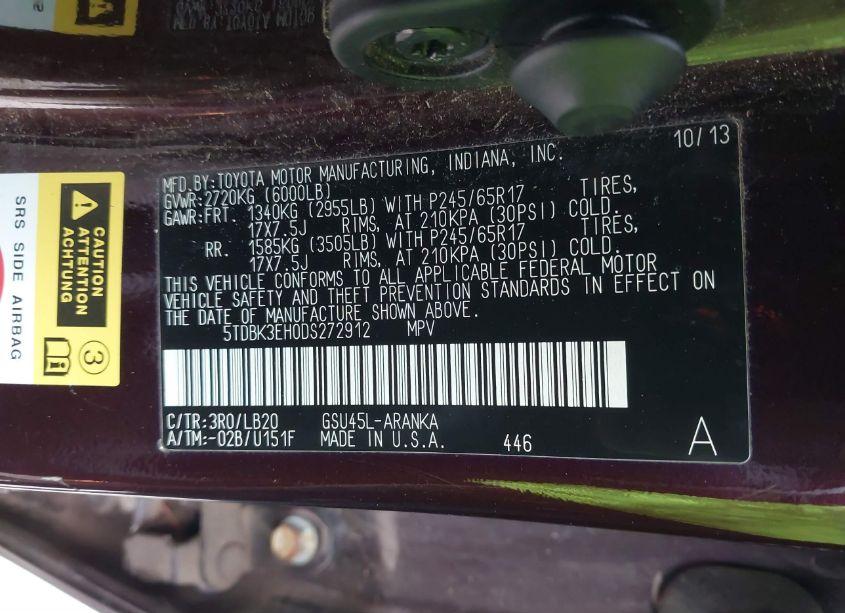 10/13
MFD.BY:TOYOTA MOTOR MANUFACTURING, INDIANA, INC.
GVWR:2720KG (6000LB)
GAWR:FRT. 1340KG (2955LB) WITH P245/65R17 TIRES,
17X7.5J RIMS, AT 210KPA (30PSI) COLD.
RR. 1585KG (3505LB) WITH P245/65R17 TIRES,
17X7.5J RIMS, AT 210KPA (30PSI) COLD.
THIS VEHICLE CONFORMS TO ALL APPLICABLE FEDERAL MOTOR
VEHICLE SAFETY AND THEFT PREVENTION STANDARDS IN EFFECT ON
THE DATE OF MANUFACTURE SHOWN ABOVE.
5TDBK3EH0DS272912 MPV
C/TR:3R0/LB20 GSU45L-ARANKA
A/TM:-02B/U151F MADE IN U.S.A. 446 A
SRS SIDE AIRBAG
CAUTION
ATTENTION
ACHTUNG
3